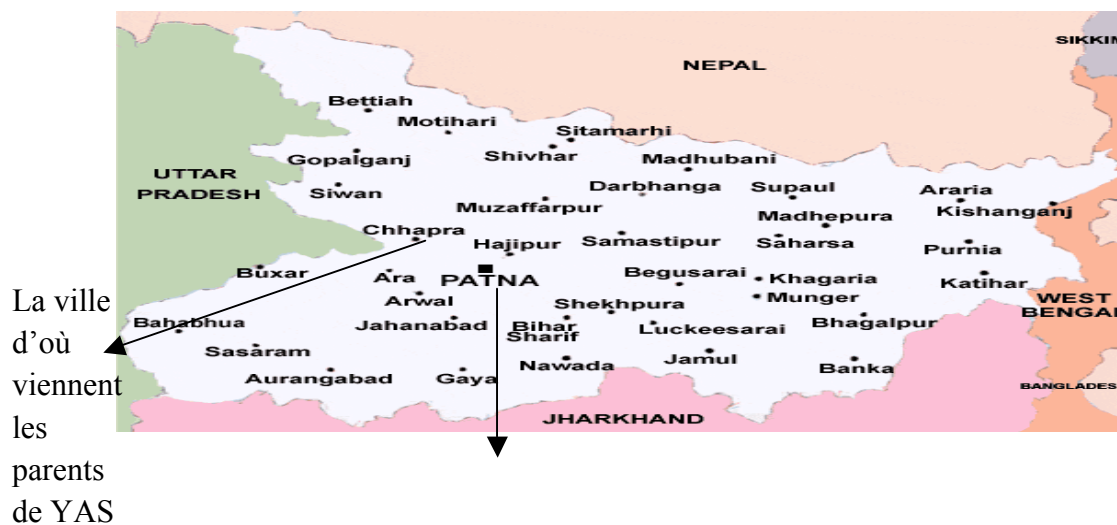 SIKKIM
NEPAL
Bettiah
Motihari
Sitamarhi
Shivhar
Gopalganj
Madhubani
UTTAR
PRADESH
Siwan
Darbhanga
Supaul
Araria
Kishanganj
Muzaffarpur
Madhepura
Chhapra
Hajipur
Samastipur
Saharsa
Purnia
Buxar
Ara
PATNA
Begusarai
Khagaria
Katihar
Arwal
Shekhpura
Munger
WEST
BENGAL
Bahabhua
Jahanabad
Bihar
Sharif
Luckeesarai
Bhagalpur
Sasaram
Nawada
Jamul
Banka
Aurangabad
Gaya
BANGLADES
JHARKHAND
La ville
d’où
viennent
les
parents
de YAS